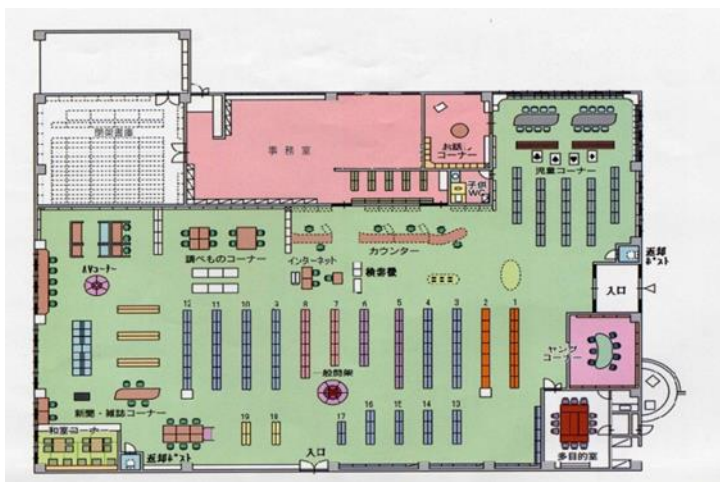 閉架書庫
事務室
お話し
コーナー
子供
WC
児童コーナー
返却
ポスト
入口
AVコーナー
調べものコーナー
インターネット
カウンター
検索機
12
11
10
9
8
7
6
5
4
3
2
1
ヤング
コーナー
一般開架
新聞・雑誌コーナー
和室コーナー
返却ポスト
19
18
入口
17
16
15
14
13
多目的室